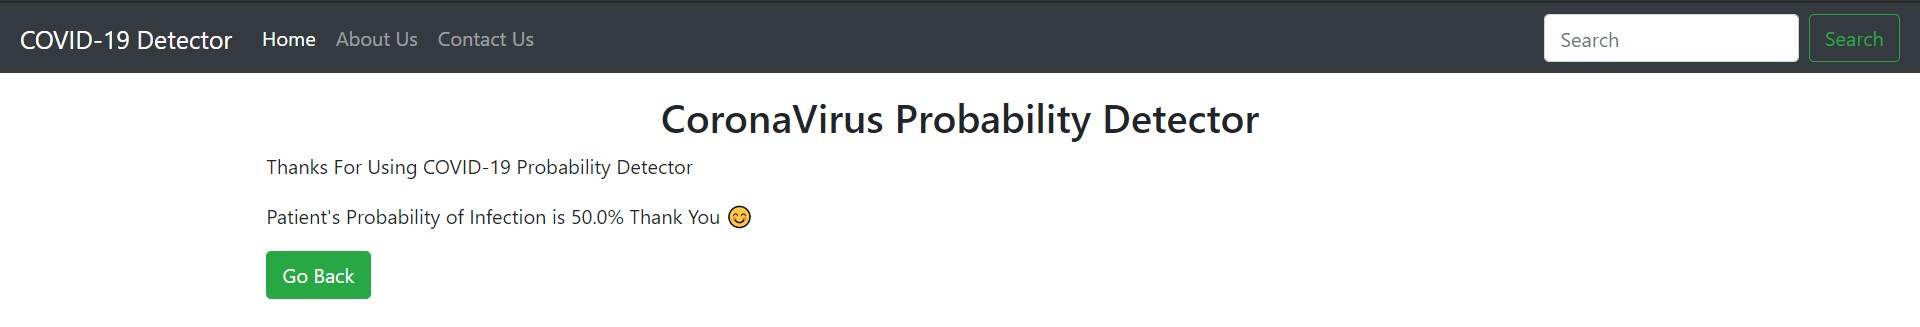 COVID-19 Detector Home About Us Contact Us Search Search
CoronaVirus Probability Detector
Thanks For Using COVID-19 Probability Detector
Patient's Probability of Infection is 50.0% Thank You 😊
Go Back